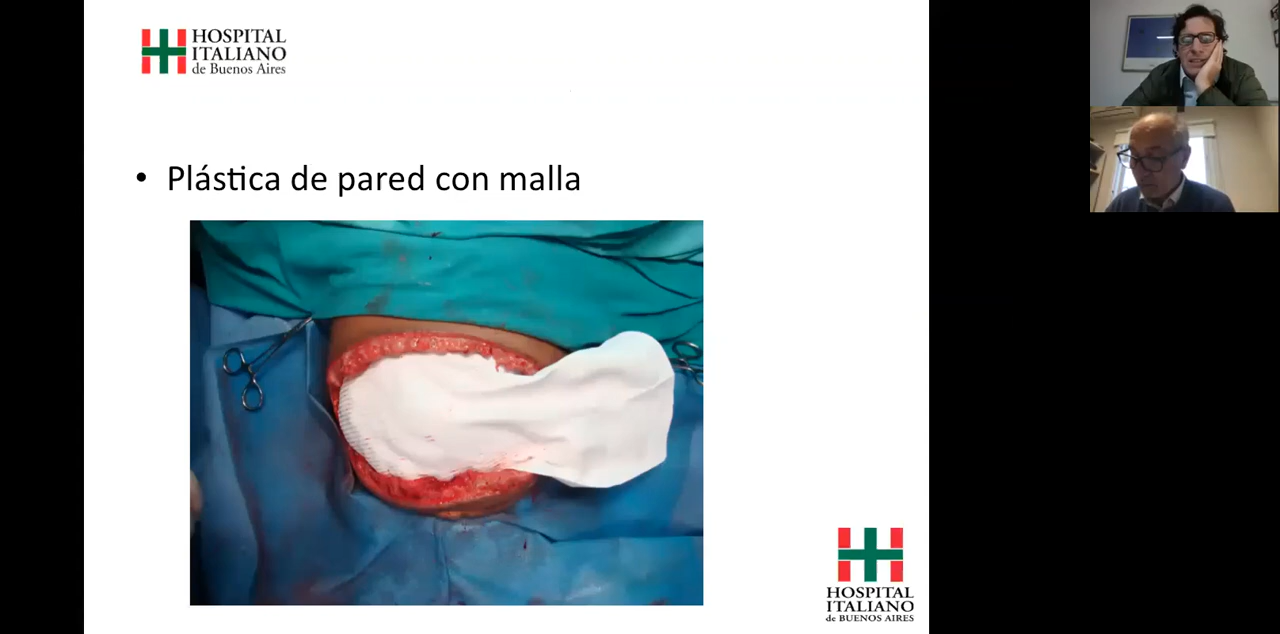 HOSPITAL
ITALIANO
de Buenos Aires
• Plástica de pared con malla
HOSPITAL
ITALIANO
de BUENOS AIRES